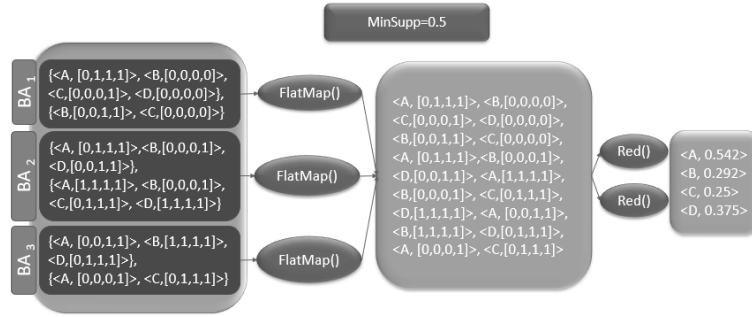 MinSupp=0.5
BA 1
{<A, [0,1,1,1]>, <B,[0,0,0,0]>,
<C,[0,0,0,1]>, <D,[0,0,0,0]>},
{<B,[0,0,1,1]>, <C,[0,0,0,0]>}
FlatMap()
BA 2
{<A, [0,1,1,1]>,<B,[0,0,0,1]>,
<D,[0,0,1,1]>},
{<A,[1,1,1,1]>, <B,[0,0,0,1]>,
<C,[0,1,1,1]>, <D,[1,1,1,1]>}
FlatMap()
BA 3
{<A, [0,0,1,1]>, <B,[1,1,1,1]>,
<D,[0,1,1,1]>},
{<A, [0,0,0,1]>, <C,[0,1,1,1]>}
FlatMap()
<A, [0,1,1,1]>, <B,[0,0,0,0]>,
<C,[0,0,0,1]>, <D,[0,0,0,0]>,
<B,[0,0,1,1]>, <C,[0,0,0,0]>,
<A, [0,1,1,1]>,<B,[0,0,0,1]>,
<D,[0,0,1,1]>,<A,[1,1,1,1]>,
<B,[0,0,0,1]>, <C,[0,1,1,1]>,
<D,[1,1,1,1]>, <A, [0,0,1,1]>,
<B,[1,1,1,1]>, <D,[0,1,1,1]>,
<A, [0,0,0,1]>, <C,[0,1,1,1]>
Red()
Red()
<A, 0.542>
<B, 0.292>
<C, 0.25>
<D, 0.375>